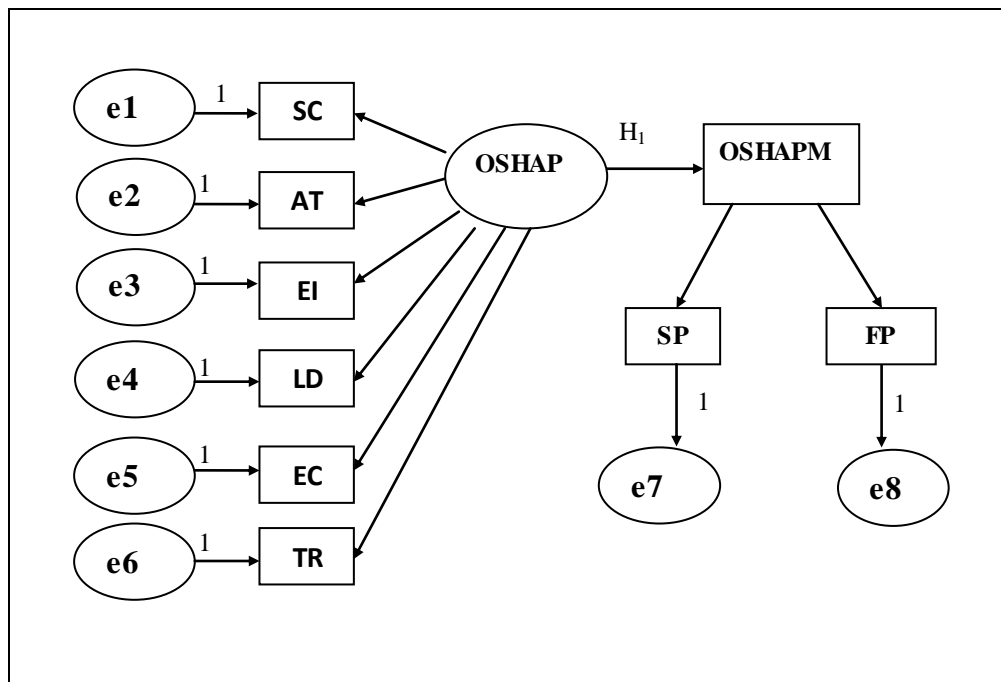 e1
1
SC
e2
1
AT
e3
1
EI
e4
1
LD
e5
1
EC
e6
1
TR
OSHAP
H₁
OSHAPM
SP
FP
1
1
e7
e8